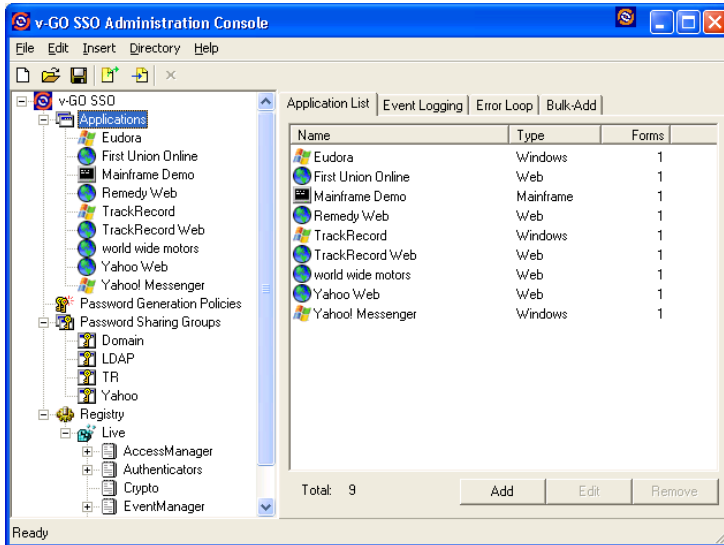 v-GO SSO Administration Console
File Edit Insert Directory Help
v-GO SSO
Applications
Eudora
First Union Online
Mainframe Demo
Remedy Web
TrackRecord
TrackRecord Web
world wide motors
Yahoo Web
Yahoo! Messenger
Password Generation Policies
Password Sharing Groups
Domain
LDAP
TR
Yahoo
Registry
Live
AccessManager
Authenticators
Crypto
EventManager
Application List Event Logging Error Loop Bulk-Add
Name Type Forms
Eudora Windows 1
First Union Online Web 1
Mainframe Demo Mainframe 1
Remedy Web Web 1
TrackRecord Windows 1
TrackRecord Web Web 1
world wide motors Web 1
Yahoo Web Web 1
Yahoo! Messenger Windows 1
Total: 9 Add Edit Remove
Ready